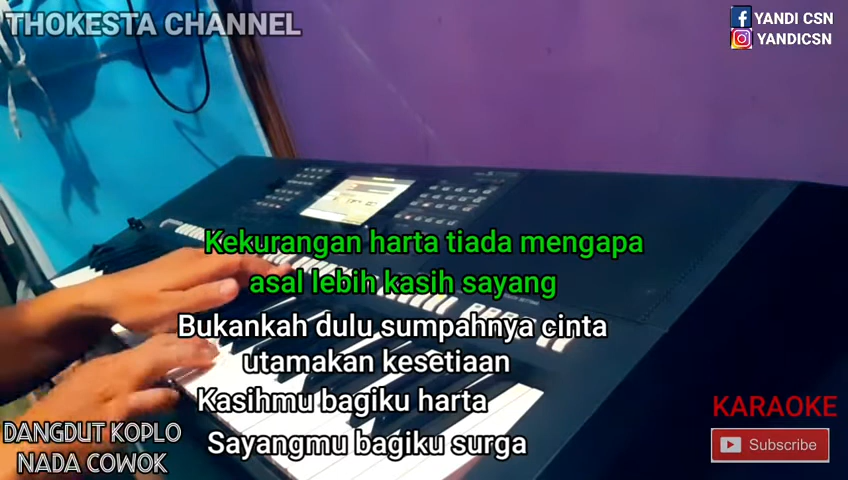 THOKESTA CHANNEL
YANDI CSN
YANDICSN
Kekurangan harta tiada mengapa
asal lebih kasih sayang
Bukankah dulu sumpahnya cinta
utamakan kesetiaan
Kasihmu bagiku harta
Sayangmu bagiku surga
DANGDUT KOPLO
NADA COWOK
KARAOKE
Subscribe